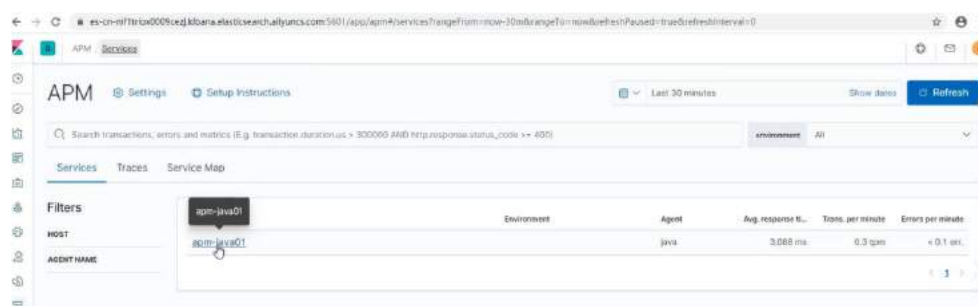 es-cn-nif1triox0009cezj.kibana.elasticsearch.aliyuncs.com:5601/app/apm#/services?rangeFrom=now-30m&rangeTo=now&refreshPaused=true&refreshInterval=0
APM Services
APM Settings Setup Instructions Last 30 minutes Show dates Refresh
Search transactions, errors and metrics (E.g. transaction.duration.us > 300000 AND http.response.status_code >= 400) environment All
Services Traces Service Map
Filters
HOST
AGENT NAME
apm-java01
Environment Agent Avg. response ti... Trans. per minute Errors per minute
apm-java01 java 3,088 ms 0.3 tpm < 0.1 err.
1